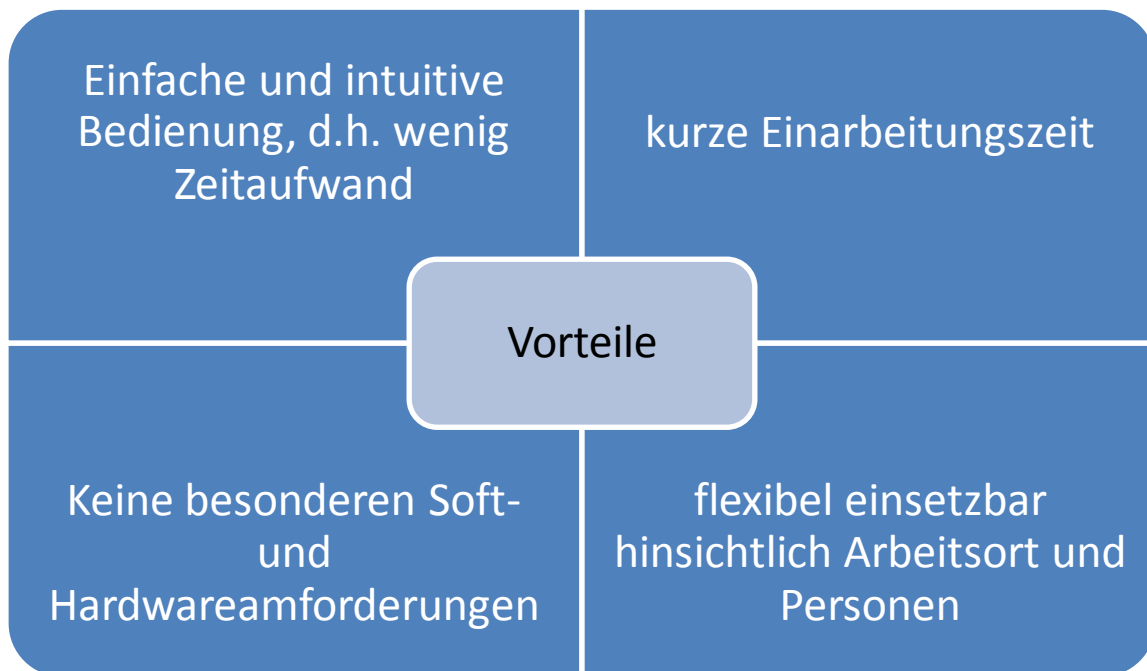 Einfache und intuitive
Bedienung, d.h. wenig
Zeitaufwand
kurze Einarbeitungszeit
Vorteile
Keine besonderen Soft-
und
Hardwareamforderungen
flexibel einsetzbar
hinsichtlich Arbeitsort und
Personen